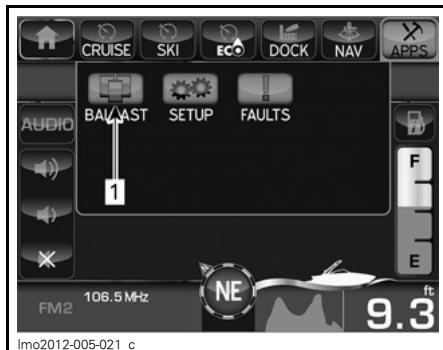 CRUISE SKI ECO DOCK NAV APPS
BALLAST SETUP FAULTS
AUDIO
1
F
E
FM2 106.5 MHz NE ft
9.3
lmo2012-005-021_c